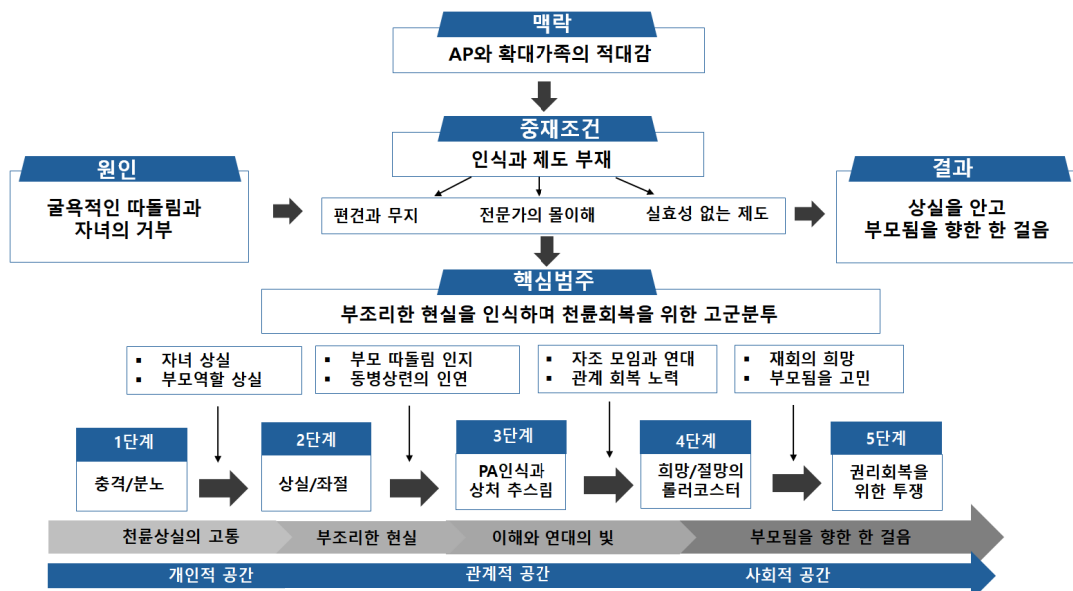 맥락
AP와 확대가족의 적대감
중재조건
인식과 제도 부재
원인
굴욕적인 따돌림과
자녀의 거부
편견과 무지
전문가의 몰이해
실효성 없는 제도
결과
상실을 안고
부모됨을 향한 한 걸음
핵심범주
부조리한 현실을 인식하며 천륜회복을 위한 고군분투
▪ 자녀 상실
▪ 부모역할 상실
▪ 부모 따돌림 인지
▪ 동병상련의 인연
▪ 자조 모임과 연대
▪ 관계 회복 노력
▪ 재회의 희망
▪ 부모됨을 고민
1단계
충격/분노
2단계
상실/좌절
3단계
PA인식과
상처 추스림
4단계
희망/절망의
롤러코스터
5단계
권리회복을
위한 투쟁
천륜상실의 고통
부조리한 현실
이해와 연대의 빛
부모됨을 향한 한 걸음
개인적 공간
관계적 공간
사회적 공간